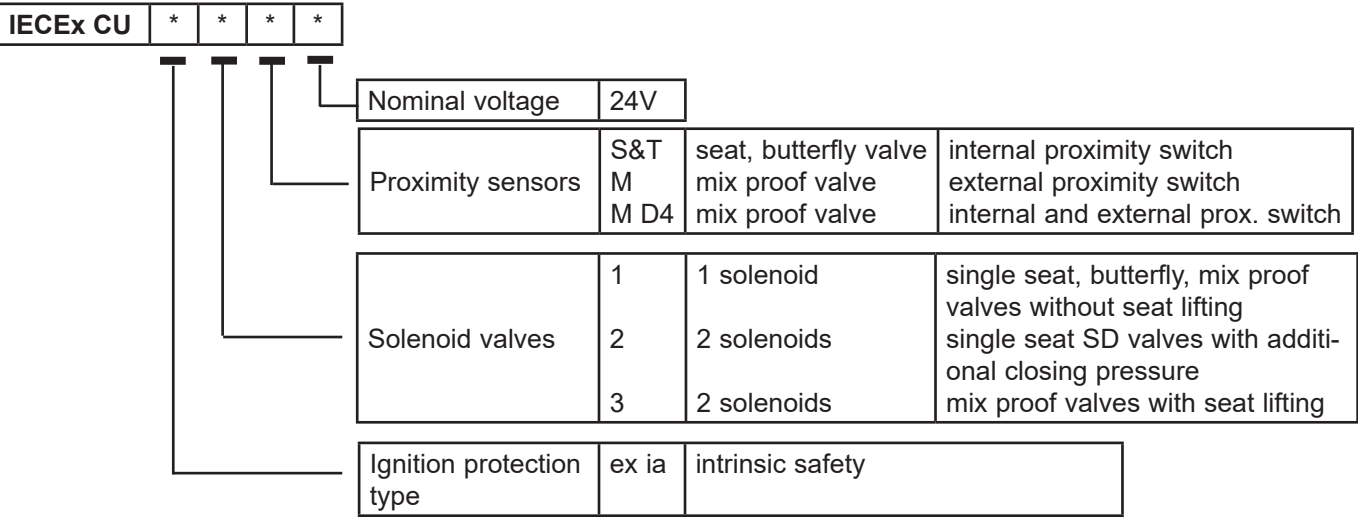 IECEx CU * * * *
Nominal voltage 24V
S&T seat, butterfly valve internal proximity switch
Proximity sensors M mix proof valve external proximity switch
M D4 mix proof valve internal and external prox. switch
1 1 solenoid single seat, butterfly, mix proof
valves without seat lifting
Solenoid valves 2 2 solenoids single seat SD valves with additi-
onal closing pressure
3 2 solenoids mix proof valves with seat lifting
Ignition protection ex ia intrinsic safety
type